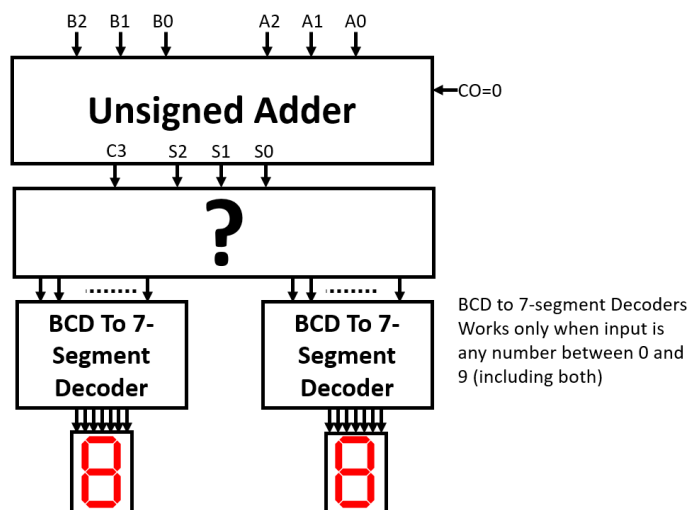 B2 B1 B0 A2 A1 A0
CO=0
Unsigned Adder
C3 S2 S1 S0
?
BCD To 7-
Segment
Decoder
BCD To 7-
Segment
Decoder
BCD to 7-segment Decoders
Works only when input is
any number between 0 and
9 (including both)
8 8